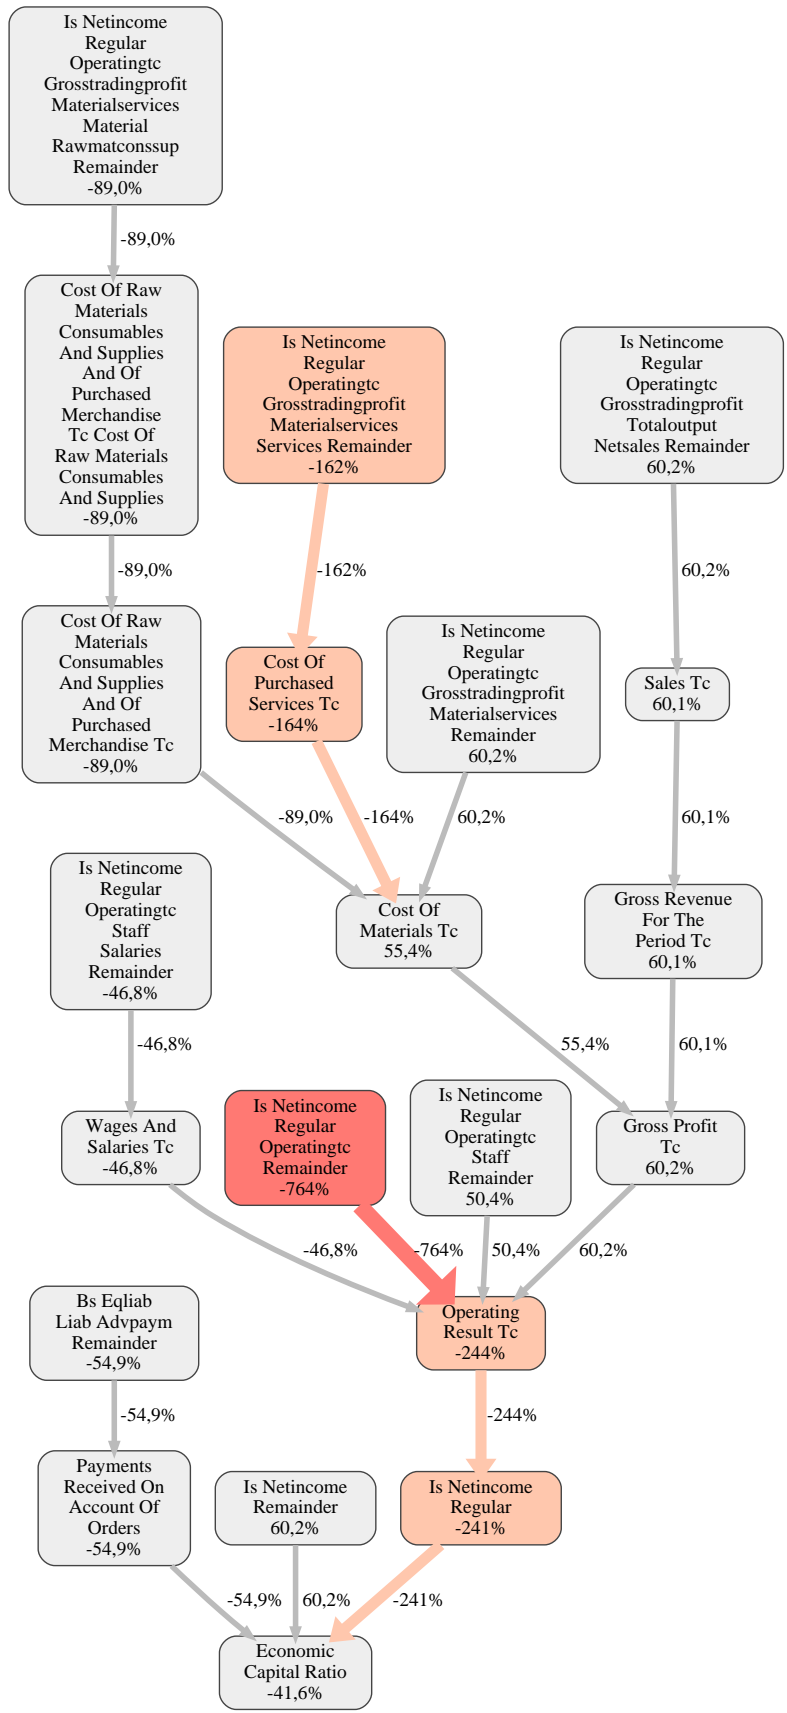 Is Netincome
Regular
Operatingtc
Grosstradingprofit
Materialservices
Material
Rawmatconssup
Remainder
-89,0%
-89,0%
Cost Of Raw
Materials
Consumables
And Supplies
And Of
Purchased
Merchandise
Tc Cost Of
Raw Materials
Consumables
And Supplies
-89,0%
Is Netincome
Regular
Operatingtc
Grosstradingprofit
Materialservices
Services Remainder
-162%
Is Netincome
Regular
Operatingtc
Grosstradingprofit
Totaloutput
Netsales Remainder
60,2%
-89,0%
-162%
60,2%
Cost Of Raw
Materials
Consumables
And Supplies
And Of
Purchased
Merchandise Tc
-89,0%
Cost Of
Purchased
Services Tc
-164%
Is Netincome
Regular
Operatingtc
Grosstradingprofit
Materialservices
Remainder
60,2%
Sales Tc
60,1%
-89,0%
-164%
60,2%
60,1%
Is Netincome
Regular
Operatingtc
Staff
Salaries
Remainder
-46,8%
Cost Of
Materials Tc
55,4%
Gross Revenue
For The
Period Tc
60,1%
-46,8%
55,4%
60,1%
Wages And
Salaries Tc
-46,8%
Is Netincome
Regular
Operatingtc
Remainder
-764%
Is Netincome
Regular
Operatingtc
Staff
Remainder
50,4%
Gross Profit
Tc
60,2%
-46,8%
-764%
50,4%
60,2%
Bs Eqliab
Liab Advpaym
Remainder
-54,9%
Operating
Result Tc
-244%
-54,9%
-244%
Payments
Received On
Account Of
Orders
-54,9%
Is Netincome
Remainder
60,2%
Is Netincome
Regular
-241%
-54,9%
60,2%
-241%
Economic
Capital Ratio
-41,6%